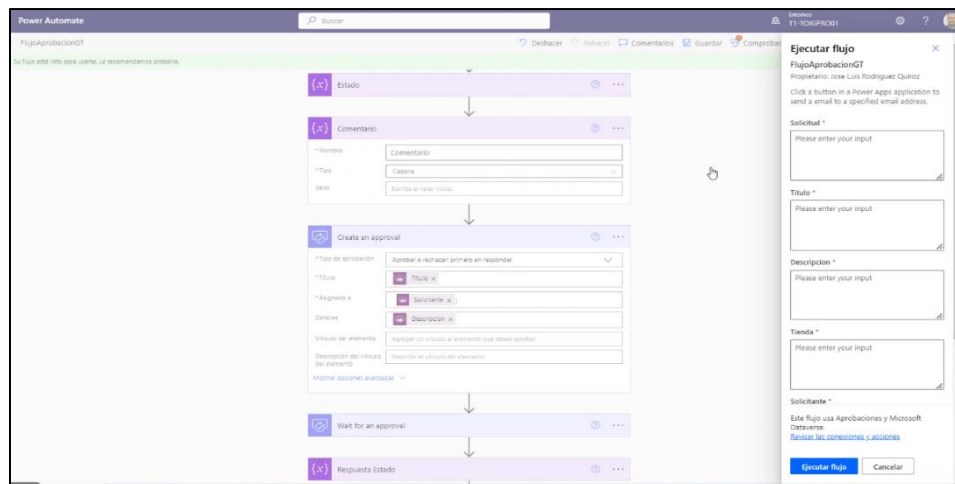 Power Automate
Buscar
Entornos
T1-TOIGPRO01
FlujoAprobacionGT
Deshacer
Rehacer
Comentarios
Guardar
Comprobac
Su flujo está listo para usarse. Le recomendamos probarlo.
{x} Estado
{x} Comentario
* Nombre
Comentario
* Tipo
Cadena
Valor
Escriba el valor inicial.
Create an approval
* Tipo de aprobación
Aprobar o rechazan primero en responder
* Título
Titulo x
* Asignado a
Solicitante x ;
Detalles
Descripcion x
Vínculo del elemento
Agregar un vínculo al elemento que desea aprobar
Descripción del vínculo del elemento
Describir el vínculo del elemento
Mostrar opciones avanzadas
Wait for an approval
{x} Respuesta Estado
Ejecutar flujo
FlujoAprobacionGT
Propietario: Jose Luis Rodriguez Quiroz
Click a button in a Power Apps application to
send a email to a specified email address.
Solicitud *
Please enter your input
Titulo *
Please enter your input
Descripcion *
Please enter your input
Tienda *
Please enter your input
Solicitante *
Este flujo usa Aprobaciones y Microsoft
Dataverse.
Revisar las conexiones y acciones
Ejecutar flujo
Cancelar